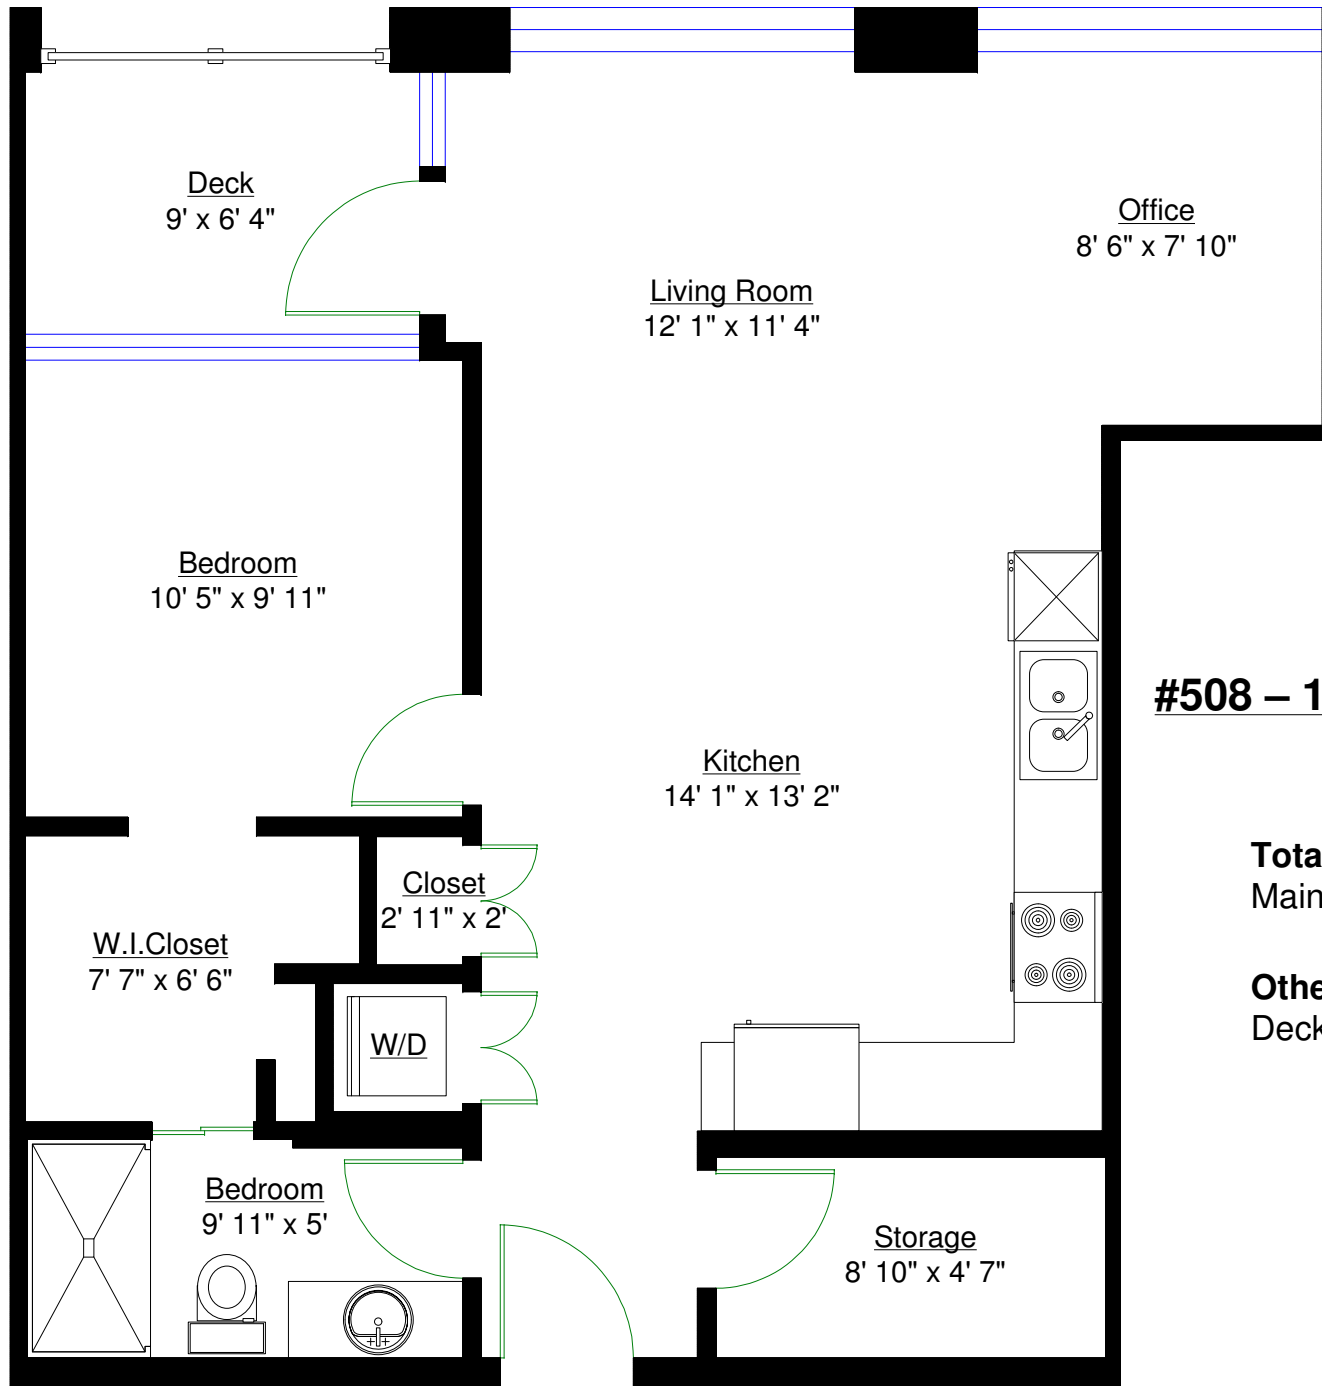 Deck
9' x 6' 4"
Office
8' 6" x 7' 10"
Living Room
12' 1" x 11' 4"
Bedroom
10' 5" x 9' 11"
#508 – 1
Kitchen
14' 1" x 13' 2"
Closet
2' 11" x 2'
W.I.Closet
7' 7" x 6' 6"
W/D
Tota
Main
Othe
Deck
Bedroom
9' 11" x 5'
Storage
8' 10" x 4' 7"